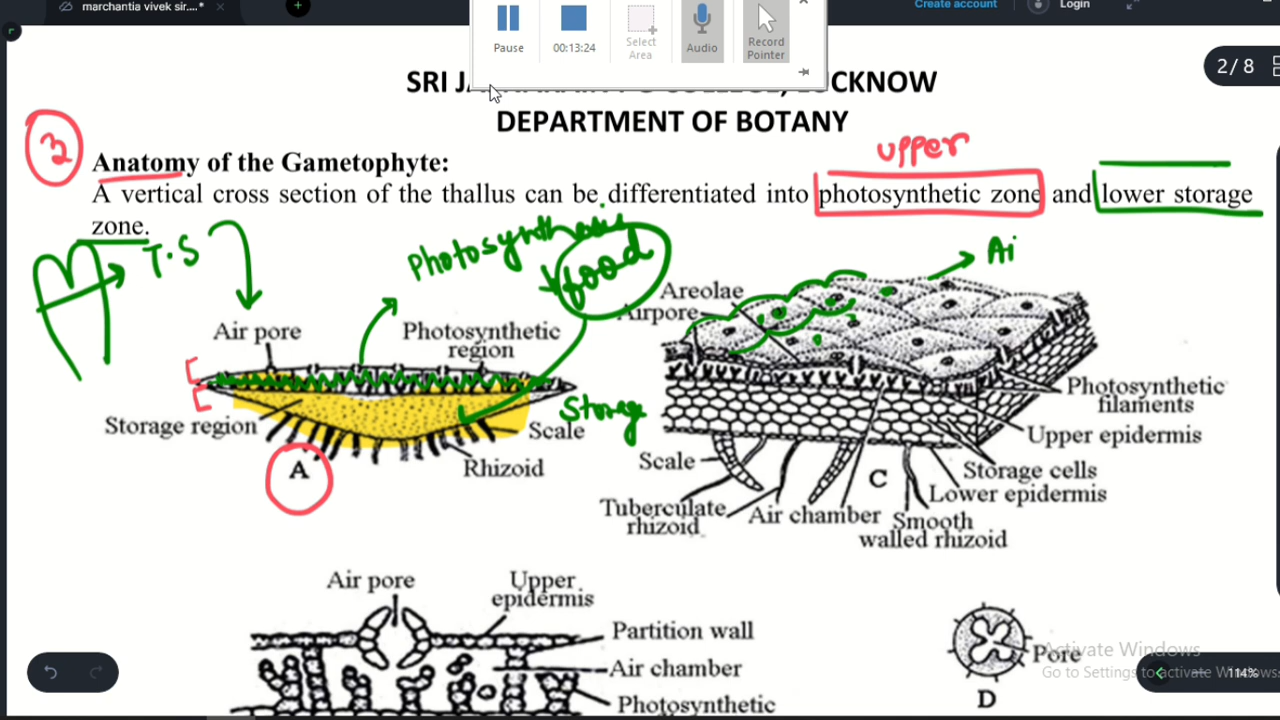 marchantia vivek sir....*
Create account
Login
Pause
00:13:24
Select Area
Audio
Record Pointer
2/8
SRI
LUCKNOW
DEPARTMENT OF BOTANY
3
Anatomy of the Gametophyte:
upper
A vertical cross section of the thallus can be differentiated into photosynthetic zone and lower storage
zone.
T.S
Photosynthesis
food
Ai
Air pore
Photosynthetic
region
Storage region
Storage
Scale
Rhizoid
A
Areolae
Airpore
Photosynthetic
filaments
Upper epidermis
Storage cells
Lower epidermis
Scale
Tuberculate
rhizoid
Air chamber
C
Smooth
walled rhizoid
Air pore
Upper
epidermis
Partition wall
Air chamber
Photosynthetic
Pore
D
Activate Windows
Go to Settings to activate Windows.
114%